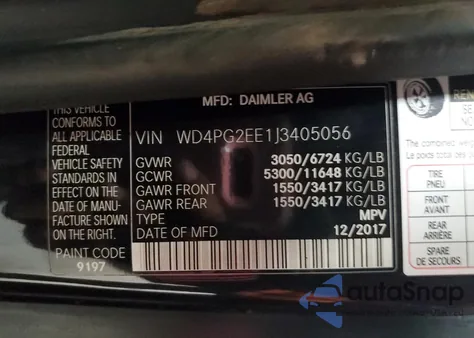 MFD: DAIMLER AG
CONFORMS TO
ALL APPLICABLE
FEDERAL
VEHICLE SAFETY
STANDARDS IN
EFFECT ON THE
DATE OF MANU-
FACTURE SHOWN
ON THE RIGHT.
PAINT CODE
9197
VIN WD4PG2EE1J3405056
GVWR 3050/6724 KG/LB
GCWR 5300/11648 KG/LB
GAWR FRONT 1550/3417 KG/LB
GAWR REAR 1550/3417 KG/LB
TYPE MPV
DATE OF MFD 12/2017
The combined
TIRE
PNEU
FRONT
AVANT
REAR
ARRIÈRE
SPARE
DE SECOURS
autoSnap